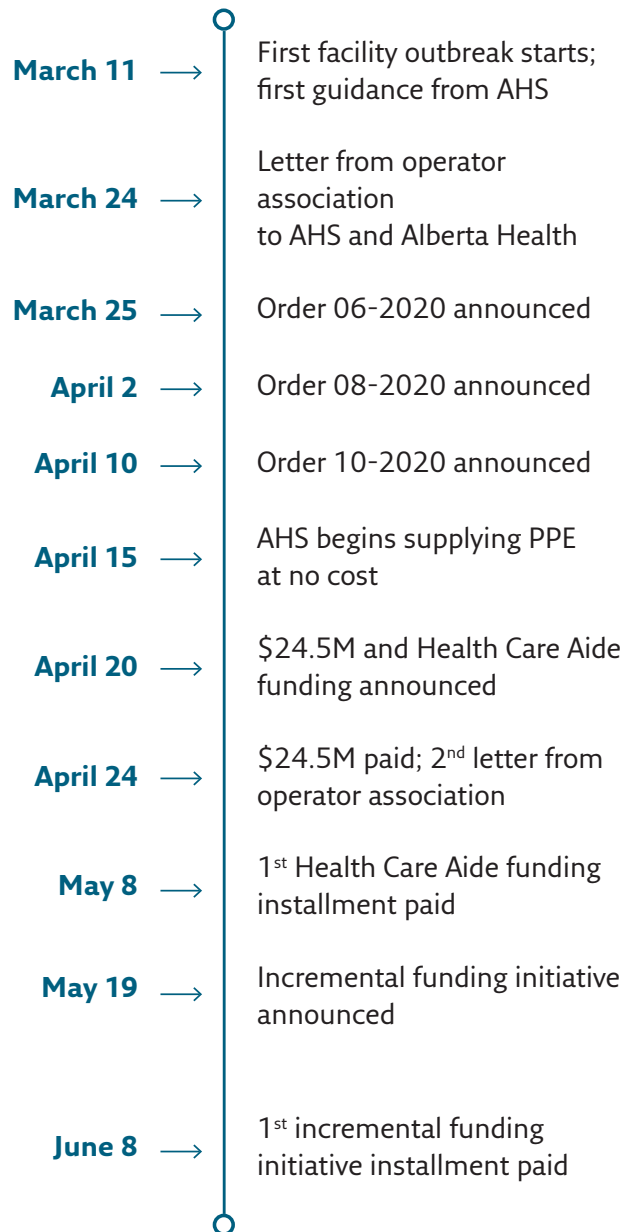 March 11 → First facility outbreak starts;
first guidance from AHS
March 24 → Letter from operator
association
to AHS and Alberta Health
March 25 → Order 06-2020 announced
April 2 → Order 08-2020 announced
April 10 → Order 10-2020 announced
April 15 → AHS begins supplying PPE
at no cost
April 20 → $24.5M and Health Care Aide
funding announced
April 24 → $24.5M paid; 2nd letter from
operator association
May 8 → 1st Health Care Aide funding
installment paid
May 19 → Incremental funding initiative
announced
June 8 → 1st incremental funding
initiative installment paid